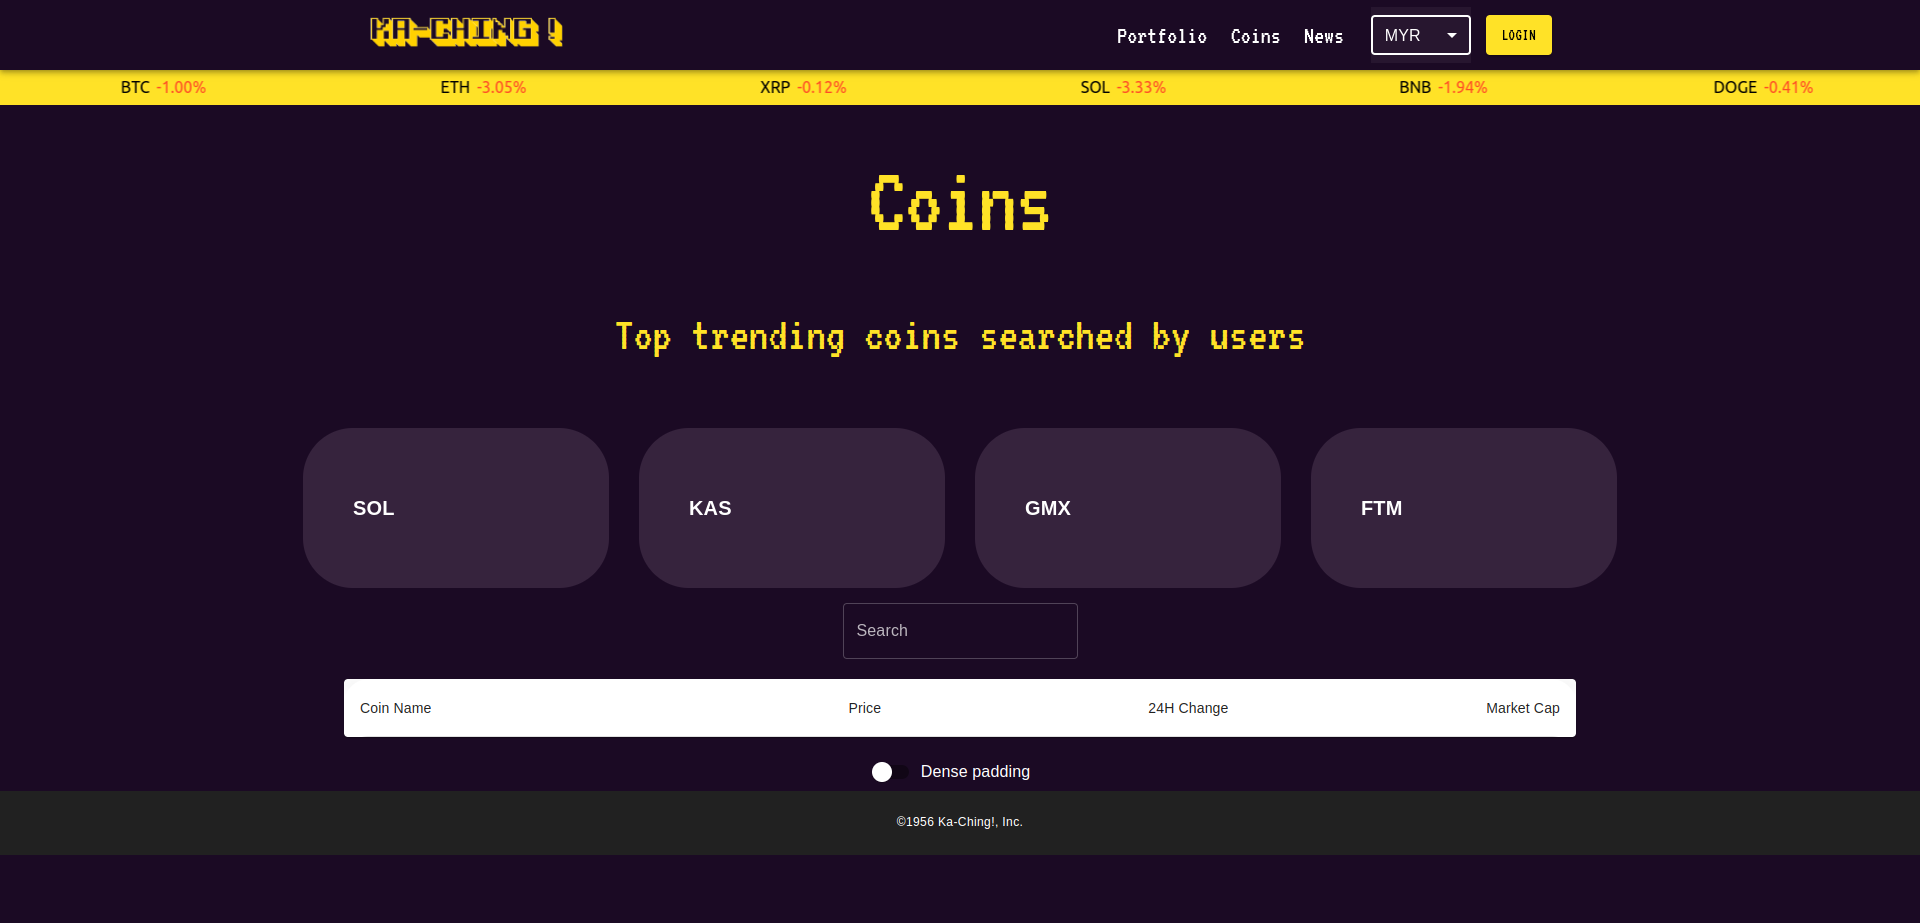 KA-CHING !
Portfolio Coins News MYR LOGIN
BTC -1.00% ETH -3.05% XRP -0.12% SOL -3.33% BNB -1.94% DOGE -0.41%
Coins
Top trending coins searched by users
SOL KAS GMX FTM
Search
Coin Name Price 24H Change Market Cap
Dense padding
©1956 Ka-Ching!, Inc.